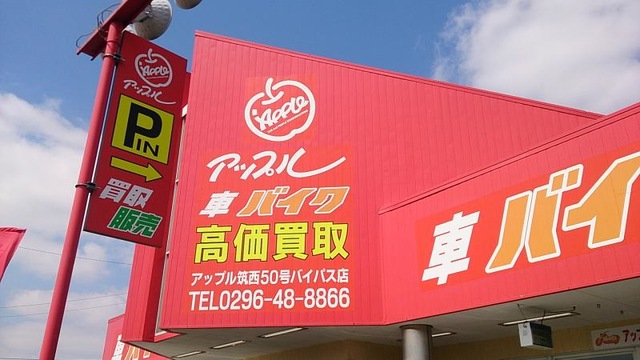 Apple
アップル
P
IN
買取
販売
Apple
アップル
車 バイク
高価買取
アップル筑西50号バイパス店
TEL0296-48-8866
車 バイ
アッ